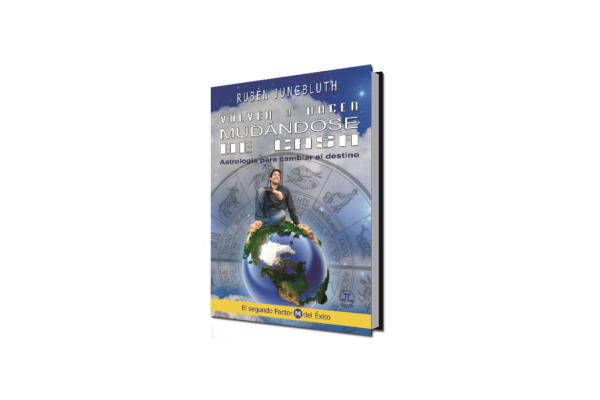 RUBÉN JUNGBLUTH
VOLVER a NACER
MUDÁNDOSE
DE CASA
Astrología para cambiar el destino
El segundo Factor M del Éxito